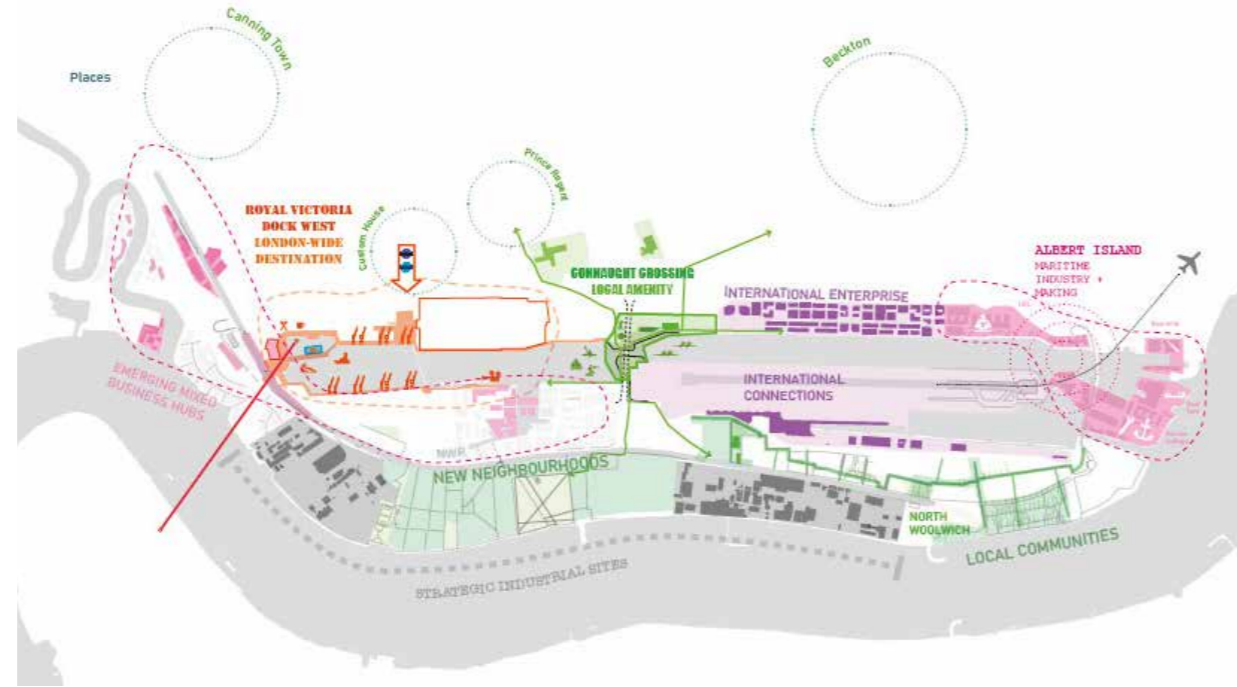 Canning Town
Places
Beckton
Prince Regent
ROYAL VICTORIA
DOCK WEST
LONDON-WIDE
DESTINATION
Custom House
CONNAUGHT CROSSING
LOCAL AMENITY
ALBERT ISLAND
MARITIME
INDUSTRY +
MAKING
INTERNATIONAL ENTERPRISE
INTERNATIONAL
CONNECTIONS
EMERGING MIXED
BUSINESS HUBS
NWR
NEW NEIGHBOURHOODS
NORTH
WOOLWICH
LOCAL COMMUNITIES
STRATEGIC INDUSTRIAL SITES